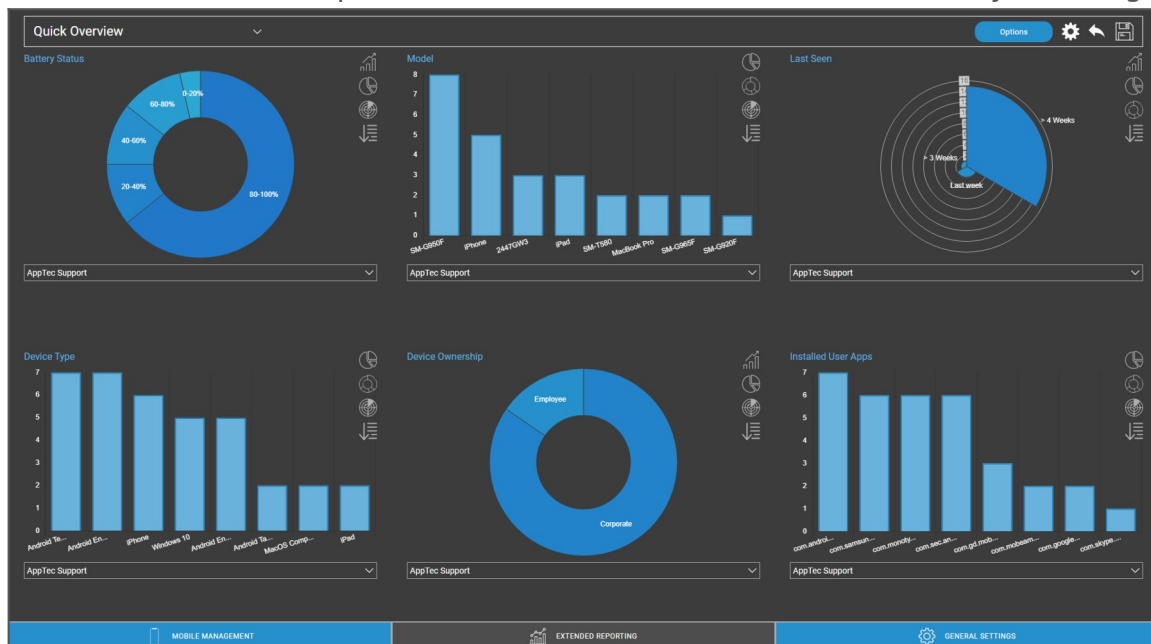 Quick Overview
Options
Battery Status
0-20%
60-80%
40-60%
20-40%
80-100%
AppTec Support
Model
8
7
6
5
4
3
2
1
0
SM-G950F
iPhone
2447GW3
iPad
SM-T580
MacBook Pro
SM-G965F
SM-G920F
AppTec Support
Last Seen
> 4 Weeks
> 3 Weeks
Last week
AppTec Support
Device Type
7
6
5
4
3
2
1
0
Android Te...
Android En...
iPhone
Windows 10
Android En...
Android Ta...
MacOS Comp...
iPad
AppTec Support
Device Ownership
Employee
Corporate
AppTec Support
Installed User Apps
7
6
5
4
3
2
1
0
com.androi...
com.samsun...
com.monoty...
com.sec.an...
com.gd.mob...
com.mobeam...
com.google...
com.skype....
AppTec Support
MOBILE MANAGEMENT
EXTENDED REPORTING
GENERAL SETTINGS